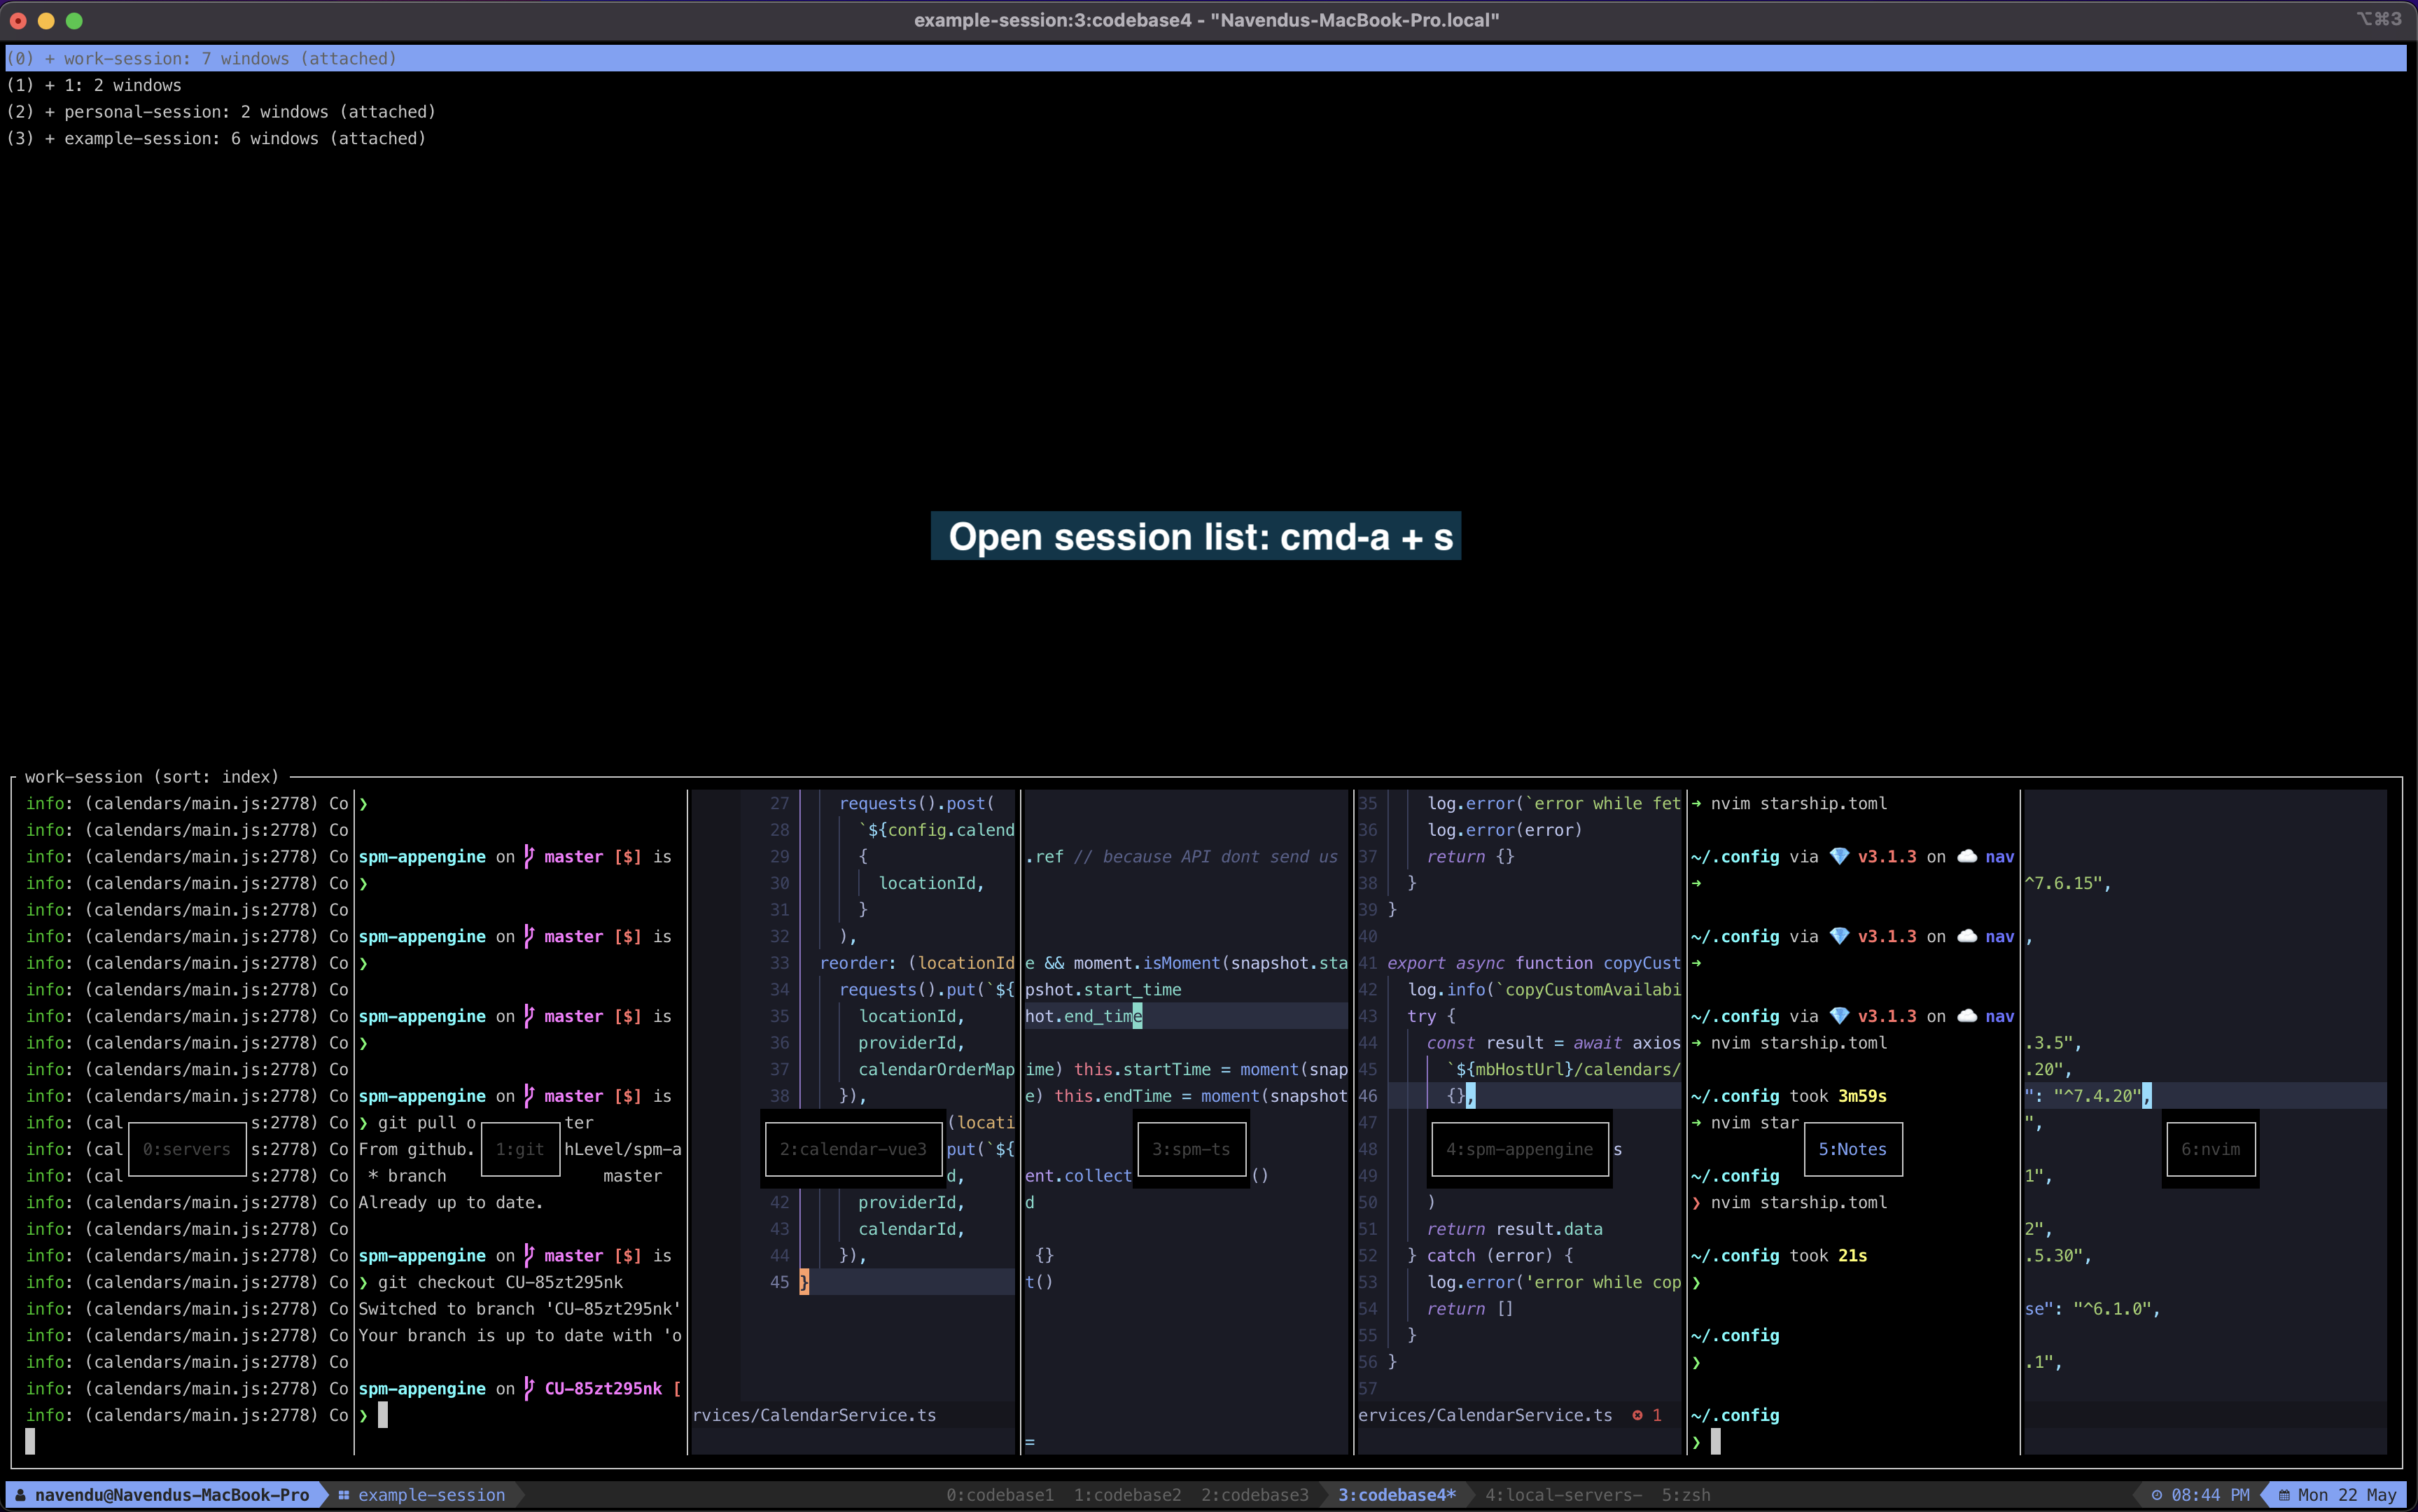 example-session:3:codebase4 - "Navendus-MacBook-Pro.local"
⌥⌘3
(0) + work-session: 7 windows (attached)
(1) + 1: 2 windows
(2) + personal-session: 2 windows (attached)
(3) + example-session: 6 windows (attached)
Open session list: cmd-a + s
work-session (sort: index)
info: (calendars/main.js:2778) Co
info: (calendars/main.js:2778) Co
info: (calendars/main.js:2778) Co
info: (calendars/main.js:2778) Co
info: (calendars/main.js:2778) Co
info: (calendars/main.js:2778) Co
info: (calendars/main.js:2778) Co
info: (calendars/main.js:2778) Co
info: (calendars/main.js:2778) Co
info: (calendars/main.js:2778) Co
info: (calendars/main.js:2778) Co
info: (calendars/main.js:2778) Co
info: (cal s:2778) Co
info: (cal 0:servers s:2778) Co
info: (cal s:2778) Co
info: (calendars/main.js:2778) Co
info: (calendars/main.js:2778) Co
info: (calendars/main.js:2778) Co
info: (calendars/main.js:2778) Co
info: (calendars/main.js:2778) Co
info: (calendars/main.js:2778) Co
info: (calendars/main.js:2778) Co
info: (calendars/main.js:2778) Co
info: (calendars/main.js:2778) Co
❯
spm-appengine on master [$] is
❯
spm-appengine on master [$] is
❯
spm-appengine on master [$] is
❯
spm-appengine on master [$] is
❯ git pull o ter
From github. 1:git hLevel/spm-a
* branch master
Already up to date.
spm-appengine on master [$] is
❯ git checkout CU-85zt295nk
Switched to branch 'CU-85zt295nk'
Your branch is up to date with 'o
spm-appengine on CU-85zt295nk [
❯
27 requests().post(
28 `${config.calend
29 {
30 locationId,
31 }
32 ),
33 reorder: (locationId
34 requests().put(`${
35 locationId,
36 providerId,
37 calendarOrderMap
38 }),
(locati
2:calendar-vue3 put(`${
d,
42 providerId,
43 calendarId,
44 }),
45 }
rvices/CalendarService.ts
.ref // because API dont send us
e && moment.isMoment(snapshot.sta
pshot.start_time
hot.end_time
ime) this.startTime = moment(snap
e) this.endTime = moment(snapshot
3:spm-ts
ent.collect ()
d
{}
t()
=
35 log.error(`error while fet
36 log.error(error)
37 return {}
38 }
39 }
40
41 export async function copyCust
42 log.info(`copyCustomAvailabi
43 try {
44 const result = await axios
45 `${mbHostUrl}/calendars/
46 {},
47
48 4:spm-appengine s
49
50 )
51 return result.data
52 } catch (error) {
53 log.error('error while cop
54 return []
55 }
56 }
57
ervices/CalendarService.ts 1
➜ nvim starship.toml
~/.config via 💎 v3.1.3 on ☁️ nav
➜
~/.config via 💎 v3.1.3 on ☁️ nav
➜
~/.config via 💎 v3.1.3 on ☁️ nav
➜ nvim starship.toml
~/.config took 3m59s
➜ nvim star
5:Notes
~/.config
❯ nvim starship.toml
~/.config took 21s
❯
~/.config
❯
~/.config
❯
^7.6.15",
,
.3.5",
.20",
": "^7.4.20",
",
6:nvim
1",
2",
.5.30",
se": "^6.1.0",
.1",
navendu@Navendus-MacBook-Pro example-session 0:codebase1 1:codebase2 2:codebase3 3:codebase4* 4:local-servers- 5:zsh 08:44 PM Mon 22 May